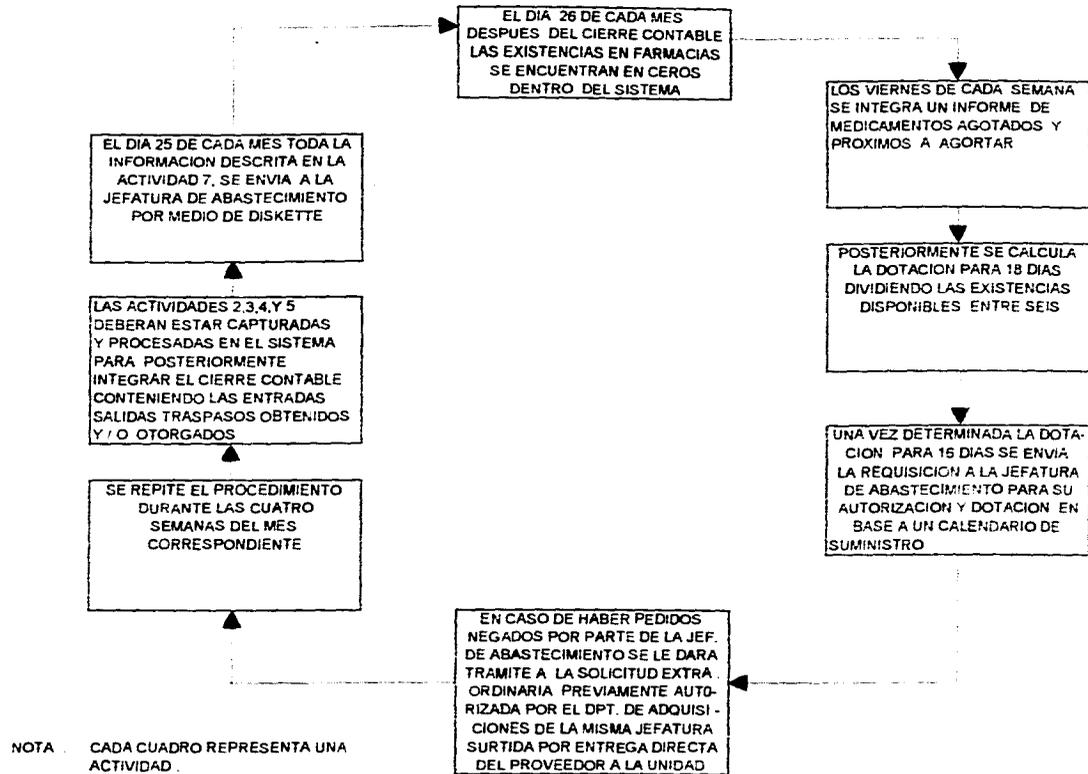 EL DIA 26 DE CADA MES
DESPUES DEL CIERRE CONTABLE
LAS EXISTENCIAS EN FARMACIAS
SE ENCUENTRAN EN CEROS
DENTRO DEL SISTEMA
LOS VIERNES DE CADA SEMANA
SE INTEGRA UN INFORME DE
MEDICAMENTOS AGOTADOS Y
PROXIMOS A AGORTAR
POSTERIORMENTE SE CALCULA
LA DOTACION PARA 18 DIAS
DIVIDIENDO LAS EXISTENCIAS
DISPONIBLES ENTRE SEIS
UNA VEZ DETERMINADA LA DOTA-
CION PARA 16 DIAS SE ENVIA
LA REQUISICION A LA JEFATURA
DE ABASTECIMIENTO PARA SU
AUTORIZACION Y DOTACION EN
BASE A UN CALENDARIO DE
SUMINISTRO
EN CASO DE HABER PEDIDOS
NEGADOS POR PARTE DE LA JEF.
DE ABASTECIMIENTO SE LE DARA
TRAMITE A LA SOLICITUD EXTRA.
ORDINARIA PREVIAMENTE AUTO-
RIZADA POR EL DPT. DE ADQUISI-
CIONES DE LA MISMA JEFATURA
SURTIDA POR ENTREGA DIRECTA
DEL PROVEEDOR A LA UNIDAD
SE REPITE EL PROCEDIMIENTO
DURANTE LAS CUATRO
SEMANAS DEL MES
CORRESPONDIENTE
LAS ACTIVIDADES 2,3,4,Y 5
DEBERAN ESTAR CAPTURADAS
Y PROCESADAS EN EL SISTEMA
PARA POSTERIORMENTE
INTEGRAR EL CIERRE CONTABLE
CONTENIENDO LAS ENTRADAS
SALIDAS TRASPASOS OBTENIDOS
Y / O OTORGADOS
EL DIA 25 DE CADA MES TODA LA
INFORMACION DESCRITA EN LA
ACTIVIDAD 7, SE ENVIA A LA
JEFATURA DE ABASTECIMIENTO
POR MEDIO DE DISKETTE
NOTA . CADA CUADRO REPRESENTA UNA
ACTIVIDAD .